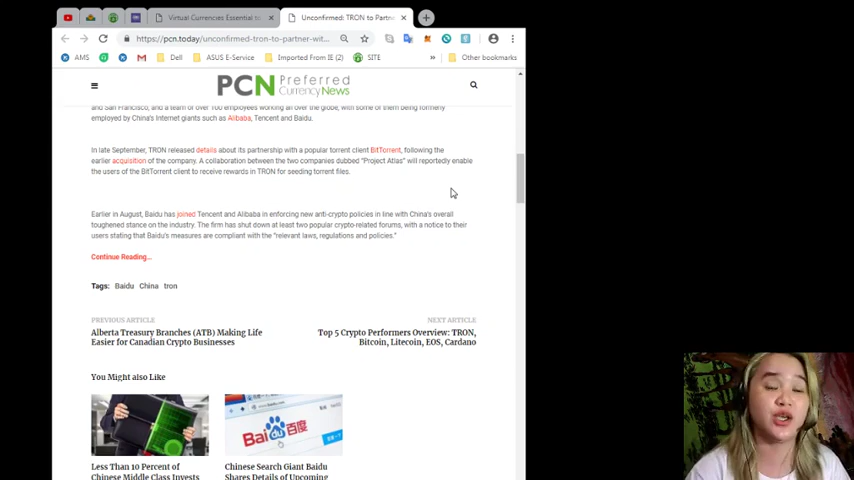 Virtual Currencies Essential to
Unconfirmed: TRON to Partn
https://pcn.today/unconfirmed-tron-to-partner-wit...
AMS
Dell
ASUS E-Service
Imported From IE (2)
SITE
»
Other bookmarks
PCN Preferred
Currency News
and San Francisco, and a team of over 100 employees working all over the globe, with some of them being formerly
employed by China's Internet giants such as Alibaba, Tencent and Baidu.
In late September, TRON released details about its partnership with a popular torrent client BitTorrent, following the
earlier acquisition of the company. A collaboration between the two companies dubbed "Project Atlas" will reportedly enable
the users of the BitTorrent client to receive rewards in TRON for seeding torrent files.
Earlier in August, Baidu has joined Tencent and Alibaba in enforcing new anti-crypto policies in line with China's overall
toughened stance on the industry. The firm has shut down at least two popular crypto-related forums, with a notice to their
users stating that Baidu's measures are compliant with the "relevant laws, regulations and policies."
Continue Reading...
Tags: Baidu China tron
PREVIOUS ARTICLE
Alberta Treasury Branches (ATB) Making Life
Easier for Canadian Crypto Businesses
NEXT ARTICLE
Top 5 Crypto Performers Overview: TRON,
Bitcoin, Litecoin, EOS, Cardano
You Might also Like
Bai du 百度
Less Than 10 Percent of
Chinese Middle Class Invests
Chinese Search Giant Baidu
Shares Details of Upcoming